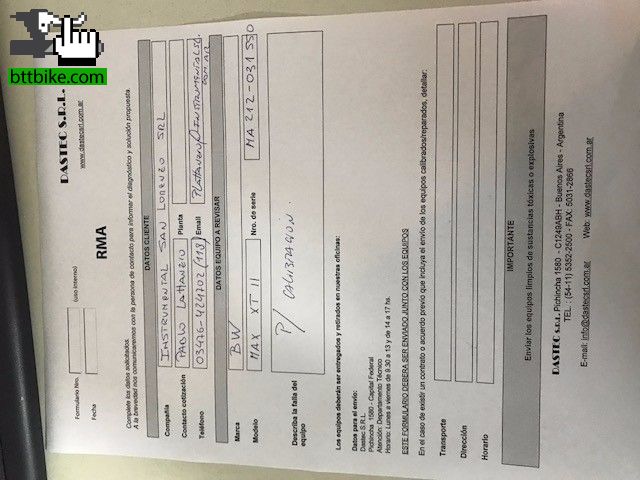 bttbike.com
DASTEC S.R.L.
www.dastecsrl.com.ar
Formulario Nro. (uso interno)
Fecha
RMA
Complete los datos solicitados.
A la brevedad nos comunicaremos con la persona de contacto para informar el diagnóstico y solución propuesta.
DATOS CLIENTE
Compañía INSTRUMENTAL SAN LORENZO SRL
Contacto cotización PABLO LATTANZIO Planta
Teléfono 03476-424902 (118) Email
DATOS EQUIPO A REVISAR
Marca BW
Modelo MAX XT II Nro. de serie MA212-031550
Describa la falla del equipo P/ CALIBRACIÓN.
Los equipos deberán ser entregados y retirados en nuestras oficinas:
Datos para el envío:
Dastec S.R.L.
Pichincha 1580 - Capital Federal
Atención: Departamento Técnico
Horario: Lunes a viernes de 9.30 a 13 y de 14 a 17 hs.
ESTE FORMULARIO DEBERA SER ENVIADO JUNTO CON LOS EQUIPOS
En el caso de existir un contrato o acuerdo previo que incluya el envío de los equipos calibrados/reparados, detallar:
Transporte
Dirección
Horario
IMPORTANTE
Enviar los equipos limpios de sustancias tóxicas o explosivas
DASTEC S.R.L. Pichincha 1580 - C1249ABH - Buenos Aires - Argentina
TEL. : (54-11) 5352-2500 - FAX: 5031-2866
E-mail: info@dastecsrl.com.ar Web: www.dastecsrl.com.ar